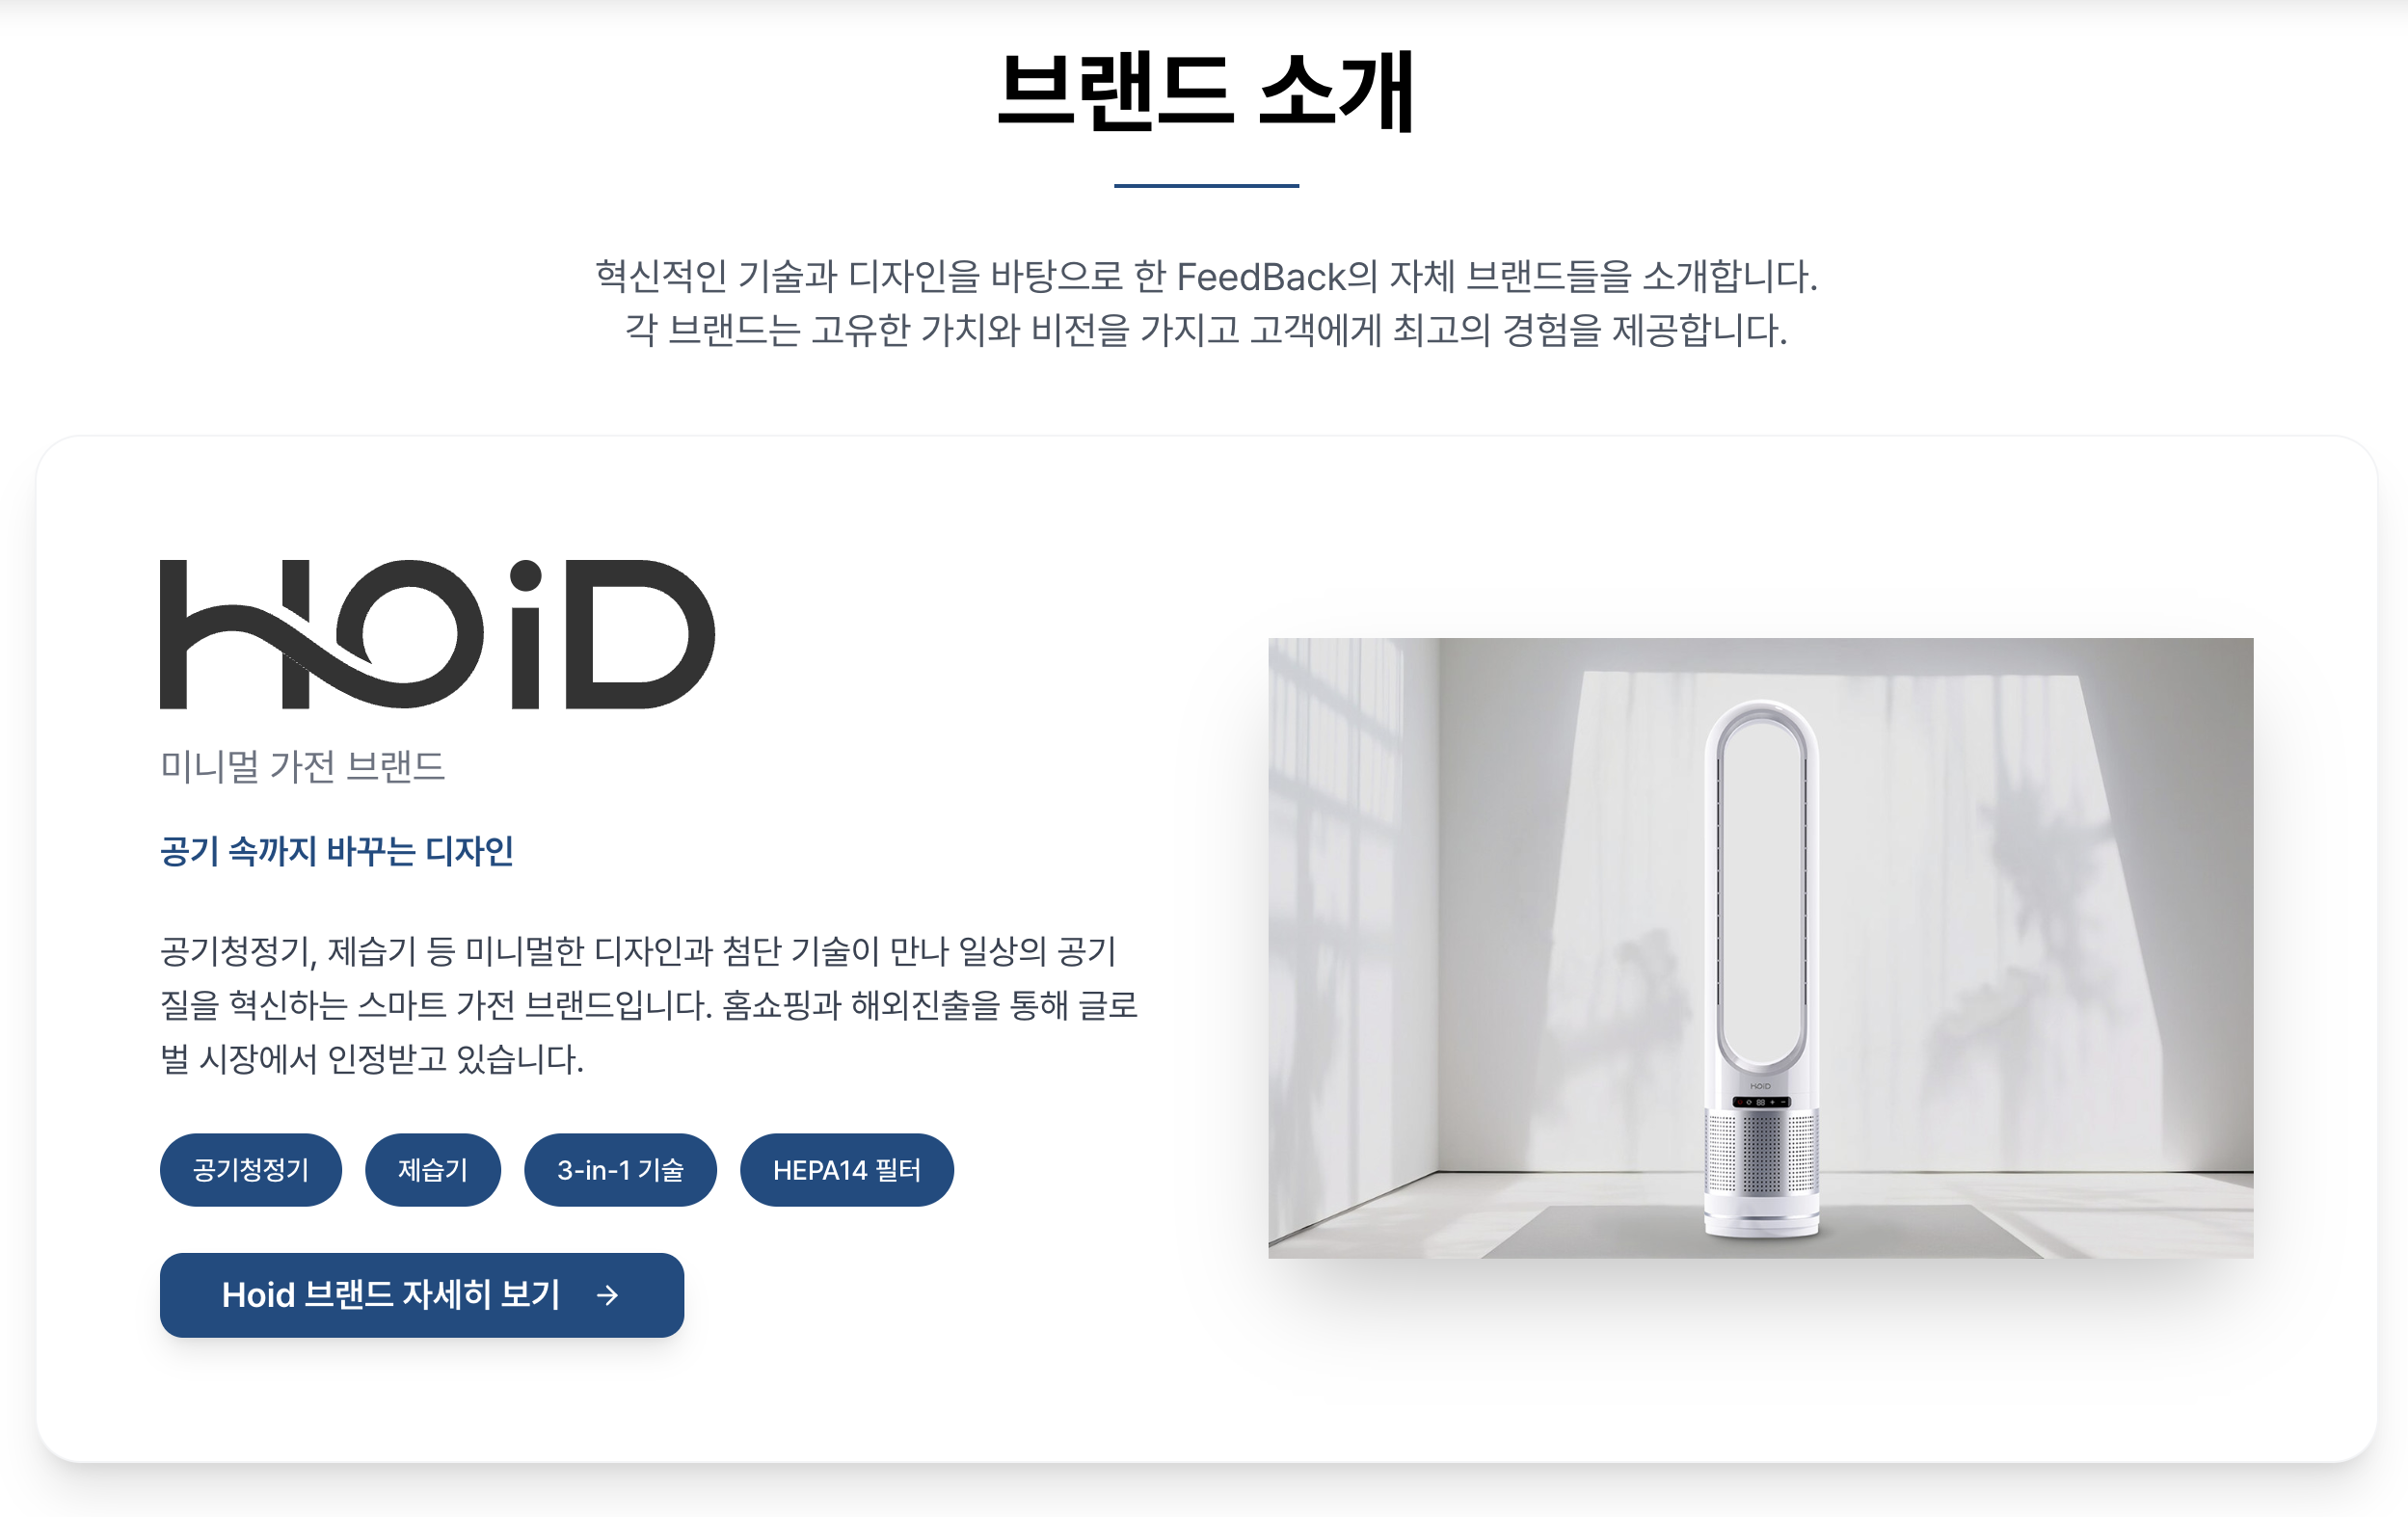 브랜드 소개
혁신적인 기술과 디자인을 바탕으로 한 FeedBack의 자체 브랜드들을 소개합니다.
각 브랜드는 고유한 가치와 비전을 가지고 고객에게 최고의 경험을 제공합니다.
HOiD
미니멀 가전 브랜드
공기 속까지 바꾸는 디자인
공기청정기, 제습기 등 미니멀한 디자인과 첨단 기술이 만나 일상의 공기
질을 혁신하는 스마트 가전 브랜드입니다. 홈쇼핑과 해외진출을 통해 글로
벌 시장에서 인정받고 있습니다.
공기청정기 제습기 3-in-1 기술 HEPA14 필터
Hoid 브랜드 자세히 보기 →
HOiD